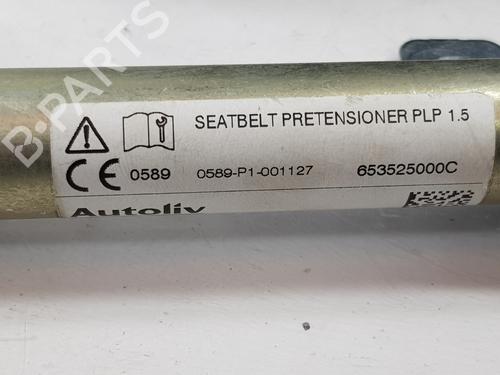 SEATBELT PRETENSIONER PLP 1.5
CE 0589 0589-P1-001127 653525000C
Autoliv
B-PARTS